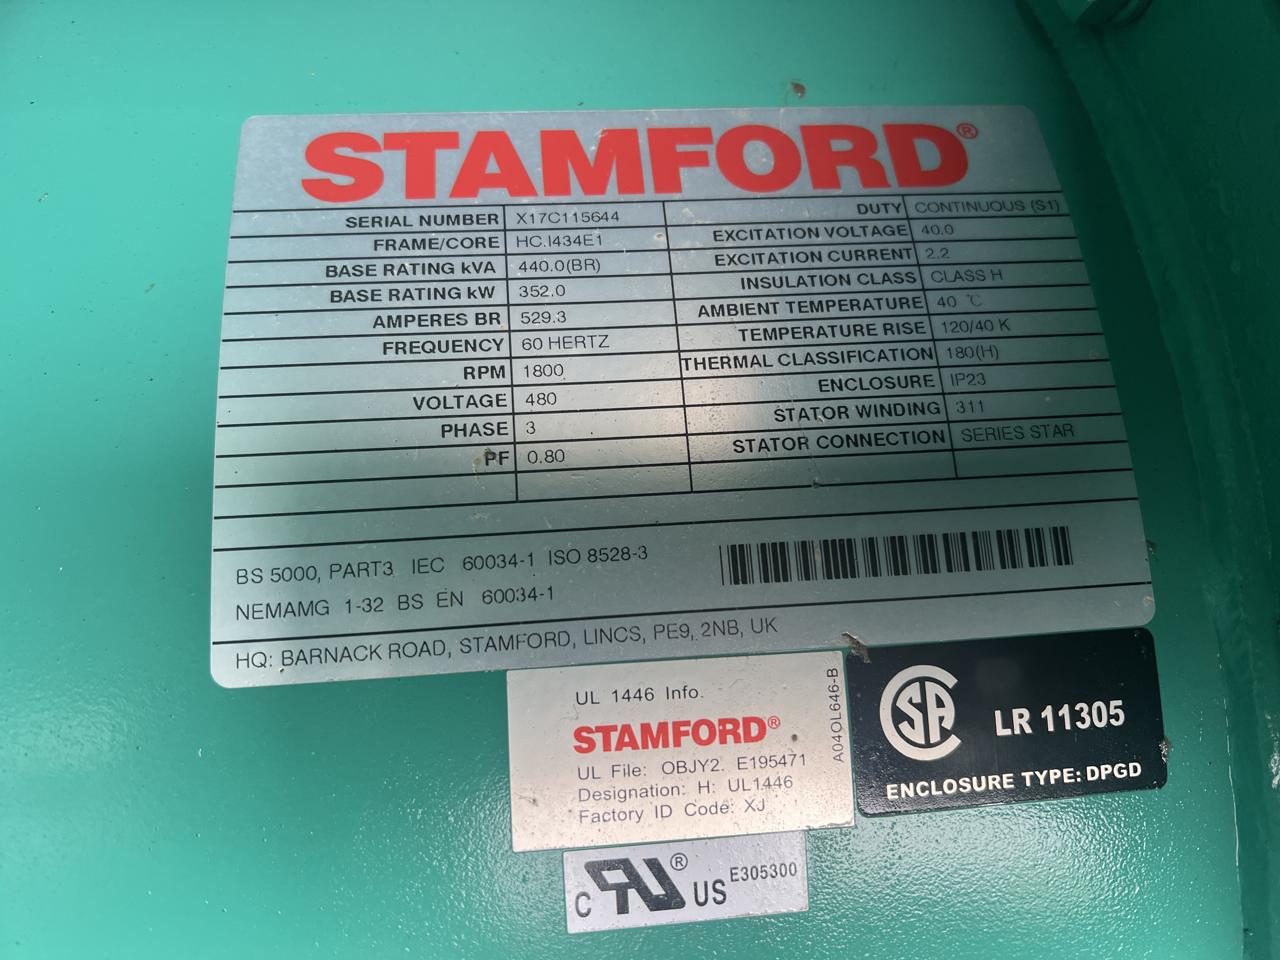 STAMFORD®
SERIAL NUMBER X17C115644
FRAME/CORE HC.I434E1
BASE RATING kVA 440.0(BR)
BASE RATING kW 352.0
AMPERES BR 529.3
FREQUENCY 60 HERTZ
RPM 1800
VOLTAGE 480
PHASE 3
PF 0.80
DUTY CONTINUOUS (S1)
EXCITATION VOLTAGE 40.0
EXCITATION CURRENT 2.2
INSULATION CLASS CLASS H
AMBIENT TEMPERATURE 40 °C
TEMPERATURE RISE 120/40 K
THERMAL CLASSIFICATION 180(H)
ENCLOSURE IP23
STATOR WINDING 311
STATOR CONNECTION SERIES STAR
BS 5000, PART3 IEC 60034-1 ISO 8528-3
NEMAMG 1-32 BS EN 60034-1
HQ: BARNACK ROAD, STAMFORD, LINCS, PE9, 2NB, UK
UL 1446 Info.
STAMFORD®
UL File: OBJY2. E195471
Designation: H: UL1446
Factory ID Code: XJ
A04OL646-B
CSA LR 11305
ENCLOSURE TYPE: DPGD
C RU® US E305300